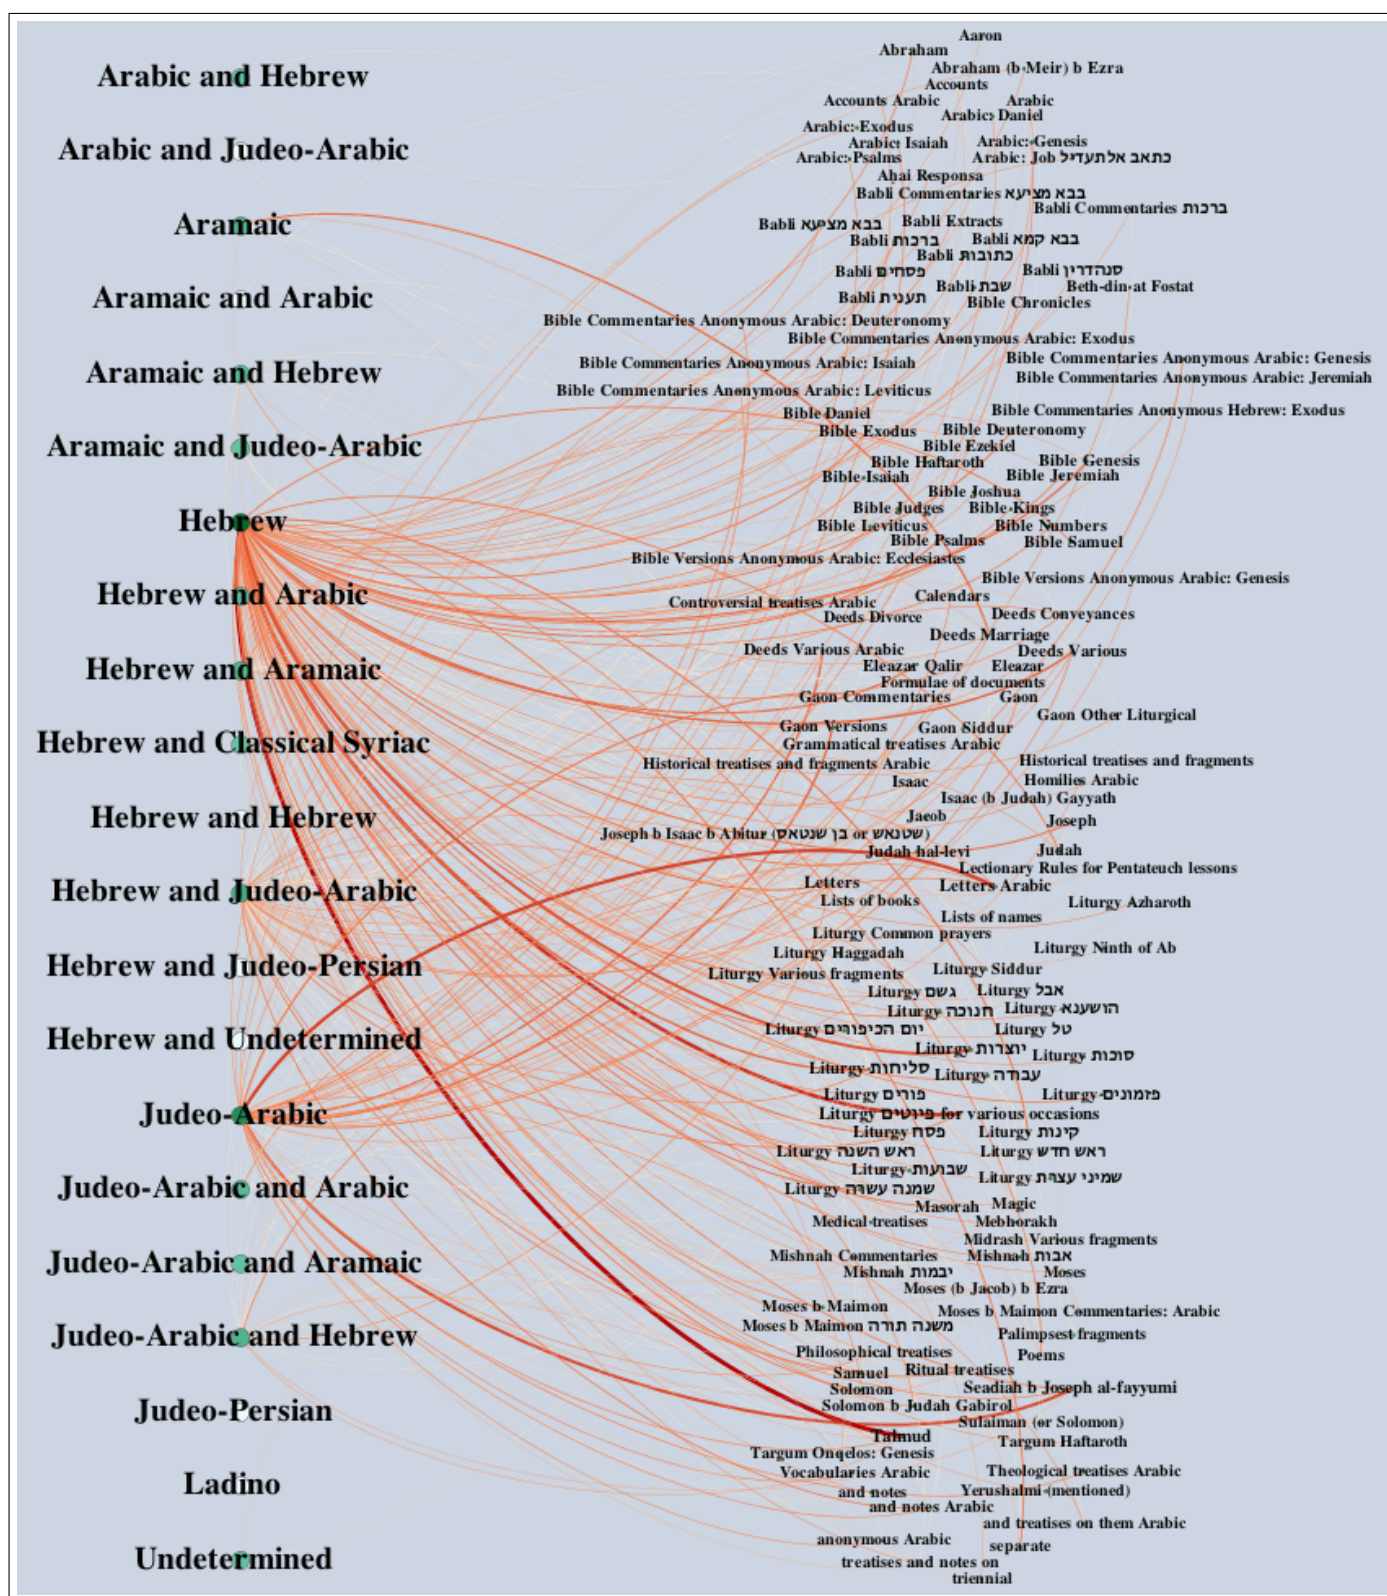 Arabic and Hebrew
Arabic and Judeo-Arabic
Aramaic
Aramaic and Arabic
Aramaic and Hebrew
Aramaic and Judeo-Arabic
Hebrew
Hebrew and Arabic
Hebrew and Aramaic
Hebrew and Classical Syriac
Hebrew and Hebrew
Hebrew and Judeo-Arabic
Hebrew and Judeo-Persian
Hebrew and Undetermined
Judeo-Arabic
Judeo-Arabic and Arabic
Judeo-Arabic and Aramaic
Judeo-Arabic and Hebrew
Judeo-Persian
Ladino
Undetermined
Aaron
Abraham
Abraham (b Meir) b Ezra
Accounts
Accounts Arabic
Arabic
Arabic: Daniel
Arabic: Exodus
Arabic: Isaiah
Arabic: Genesis
Arabic: Psalms
Arabic: Job כתאב אלתעדיל
Aḥai Responsa
Babli Commentaries בבא מציעא
Babli Commentaries ברכות
Babli בבא מציעא
Babli Extracts
Babli ברכות
Babli בבא קמא
Babli כתובות
Babli פסחים
Babli סנהדרין
Babli שבת
Beth-din at Fostat
Babli תענית
Bible Chronicles
Bible Commentaries Anonymous Arabic: Deuteronomy
Bible Commentaries Anonymous Arabic: Exodus
Bible Commentaries Anonymous Arabic: Isaiah
Bible Commentaries Anonymous Arabic: Genesis
Bible Commentaries Anonymous Arabic: Jeremiah
Bible Commentaries Anonymous Arabic: Leviticus
Bible Daniel
Bible Commentaries Anonymous Hebrew: Exodus
Bible Exodus
Bible Deuteronomy
Bible Ezekiel
Bible Haftaroth
Bible Genesis
Bible Isaiah
Bible Jeremiah
Bible Joshua
Bible Judges
Bible Kings
Bible Leviticus
Bible Numbers
Bible Psalms
Bible Samuel
Bible Versions Anonymous Arabic: Ecclesiastes
Bible Versions Anonymous Arabic: Genesis
Calendars
Controversial treatises Arabic
Deeds Conveyances
Deeds Divorce
Deeds Marriage
Deeds Various Arabic
Deeds Various
Eleazar Qalir
Eleazar
Formulae of documents
Gaon Commentaries
Gaon
Gaon Other Liturgical
Gaon Versions
Gaon Siddur
Grammatical treatises Arabic
Historical treatises and fragments Arabic
Historical treatises and fragments
Isaac
Homilies Arabic
Isaac (b Judah) Gayyath
Jacob
Joseph
Joseph b Isaac b Abitur (בן שנטאס or שטנאש)
Judah hal-levi
Judah
Lectionary Rules for Pentateuch lessons
Letters
Letters Arabic
Lists of books
Liturgy Azharoth
Lists of names
Liturgy Common prayers
Liturgy Haggadah
Liturgy Ninth of Ab
Liturgy Various fragments
Liturgy Siddur
Liturgy גשם
Liturgy אבל
Liturgy חנוכה
Liturgy הושענא
Liturgy יום הכיפורים
Liturgy טל
Liturgy יוצרות
Liturgy סוכות
Liturgy סליחות
Liturgy עבודה
Liturgy פורים
Liturgy פזמונים
Liturgy פיוטים for various occasions
Liturgy פסח
Liturgy קינות
Liturgy ראש השנה
Liturgy ראש חדש
Liturgy שבועות
Liturgy שמיני עצרת
Liturgy שמנה עשרה
Masorah
Magic
Medical treatises
Mebhorakh
Midrash Various fragments
Mishnah Commentaries
Mishnah אבות
Mishnah יבמות
Moses
Moses (b Jacob) b Ezra
Moses b Maimon
Moses b Maimon Commentaries: Arabic
Moses b Maimon משנה תורה
Palimpsest fragments
Philosophical treatises
Poems
Samuel
Ritual treatises
Solomon
Seadiah b Joseph al-fayyumi
Solomon b Judah Gabirol
Sulaiman (or Solomon)
Talmud
Targum Haftaroth
Targum Onqelos: Genesis
Vocabularies Arabic
Theological treatises Arabic
and notes
Yerushalmi (mentioned)
and notes Arabic
and treatises on them Arabic
anonymous Arabic
separate
treatises and notes on
triennial